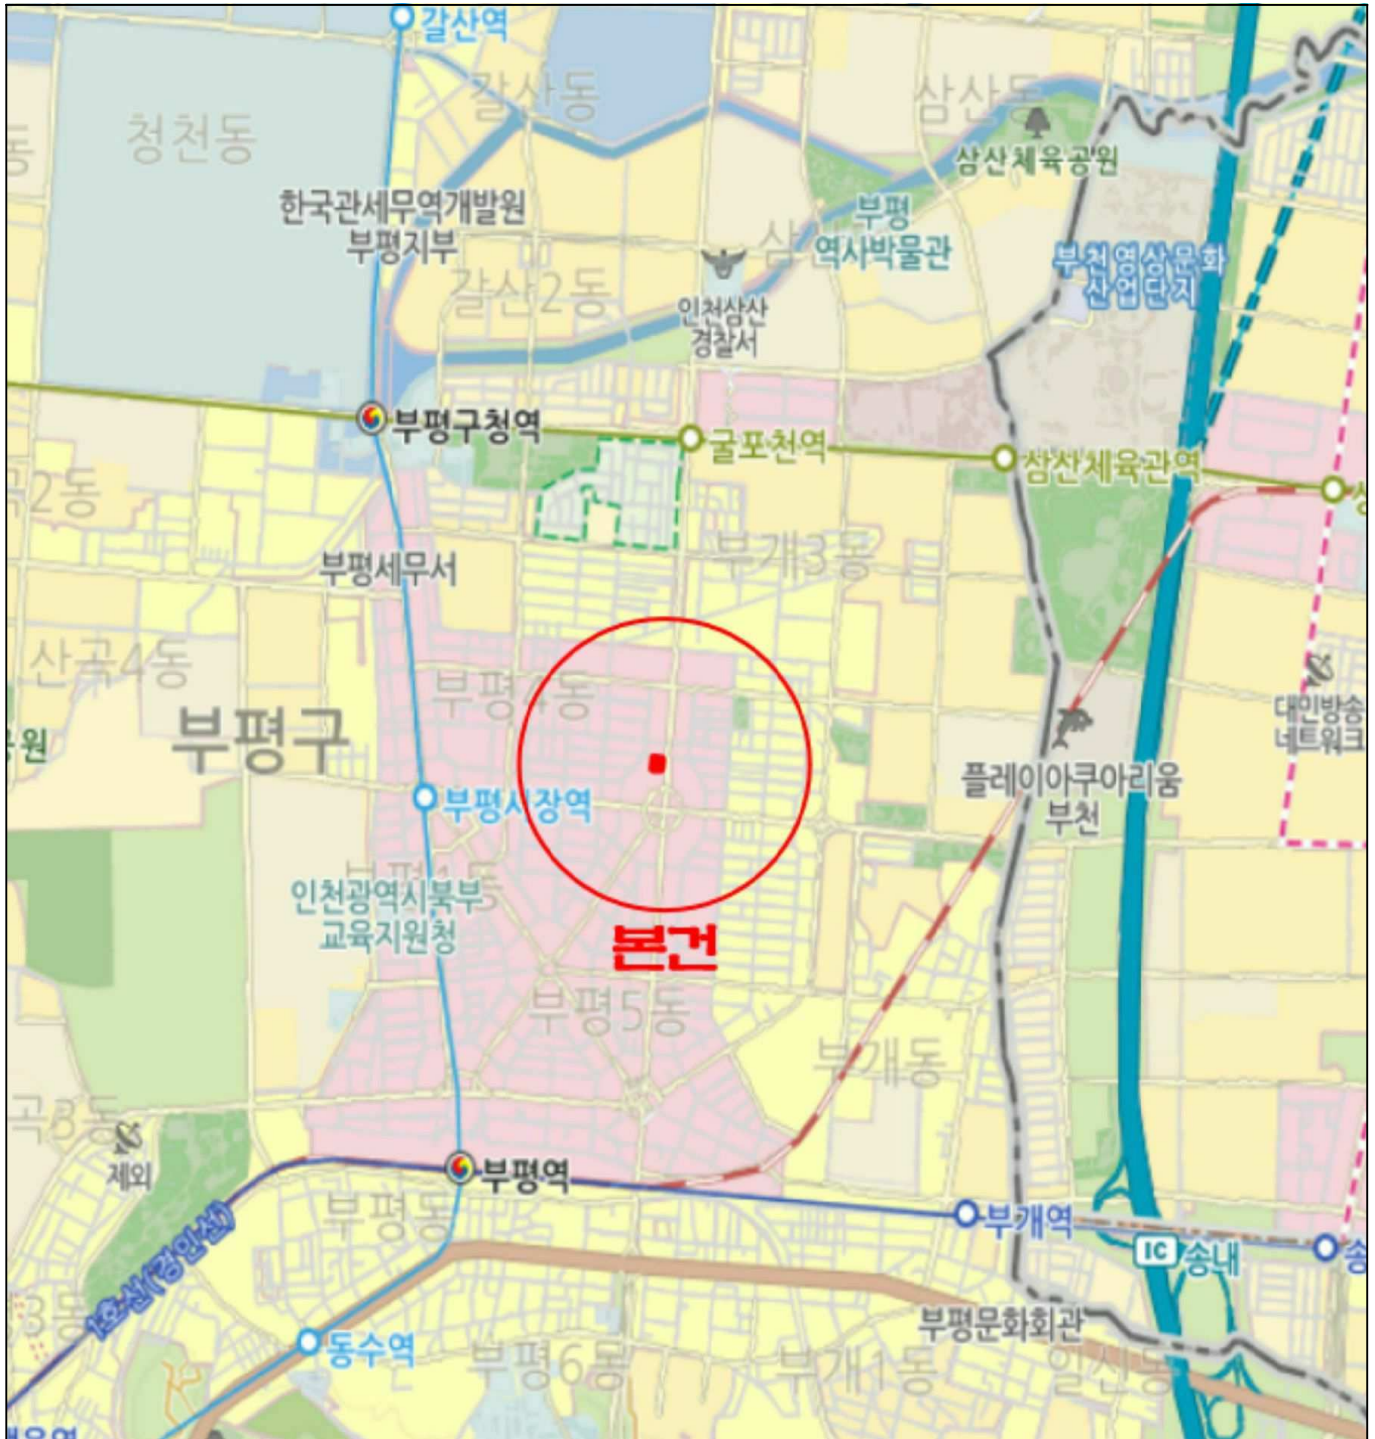 갈산역
갈산동
삼산동
청천동
동
삼산체육공원
한국관세무역개발원
부평지부
부평
역사박물관
부천영상문화
산업단지
갈산2동
인천삼산
경찰서
부평구청역
굴포천역
삼산체육관역
부개3동
부평세무서
산곡4동
부평4동
부평구
원
대민방송
네트워크
플레이아쿠아리움
부천
부평시장역
인천광역시북부
교육지원청
본건
부평5동
부개동
제외
부평역
부평동
부개역
IC 송내
1호선(경인선)
부평문화회관
동수역
부평6동
부개1동
일신동